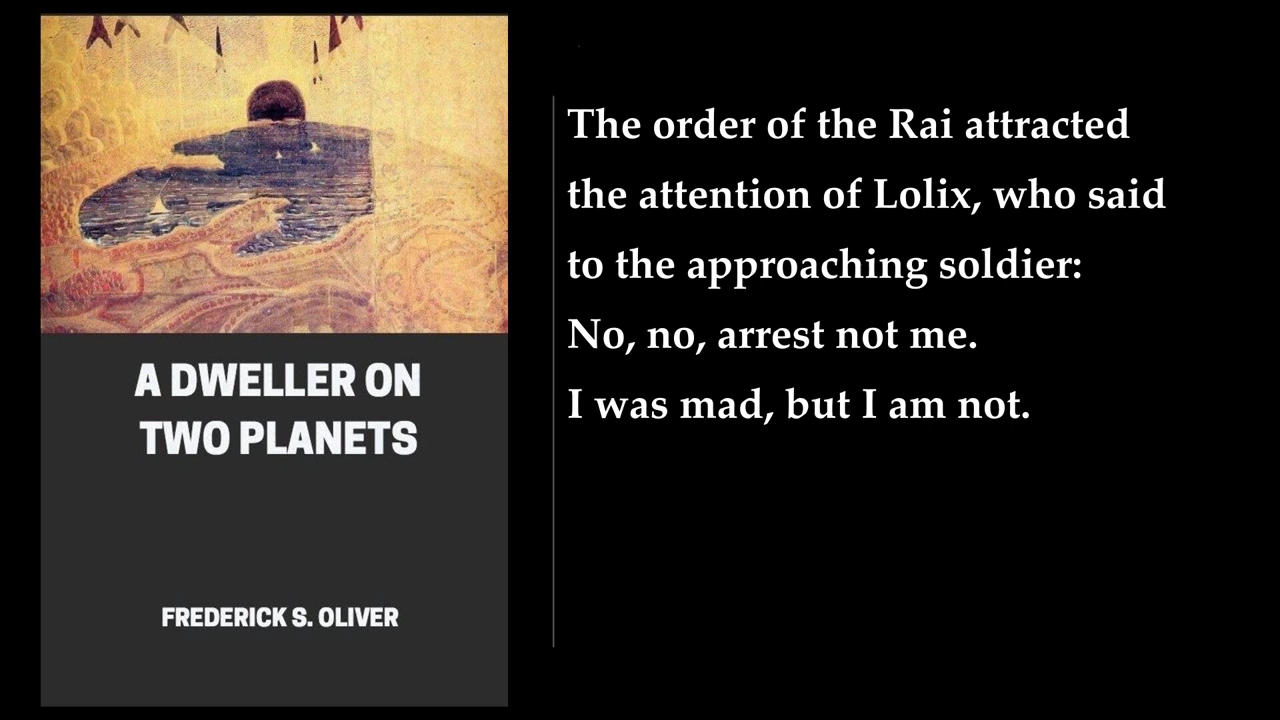 A DWELLER ON
TWO PLANETS
FREDERICK S. OLIVER
The order of the Rai attracted
the attention of Lolix, who said
to the approaching soldier:
No, no, arrest not me.
I was mad, but I am not.